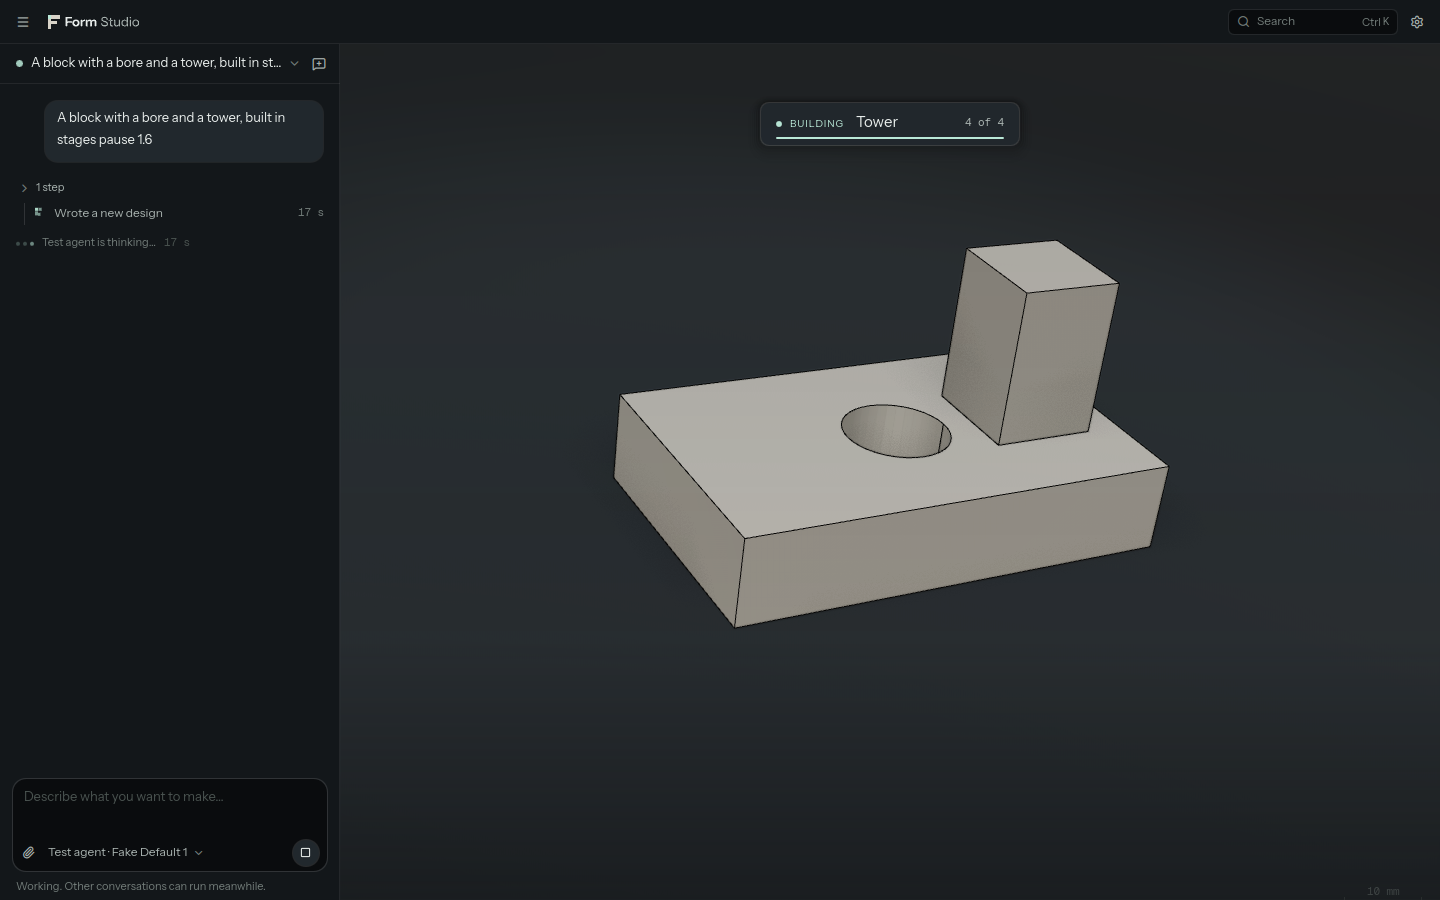 Form Studio
Search
Ctrl K
A block with a bore and a tower, built in st...
A block with a bore and a tower, built in
stages pause 1.6
1 step
Wrote a new design
17 s
Test agent is thinking...
17 s
BUILDING
Tower
4 of 4
Describe what you want to make...
Test agent · Fake Default 1
Working. Other conversations can run meanwhile.
10 mm